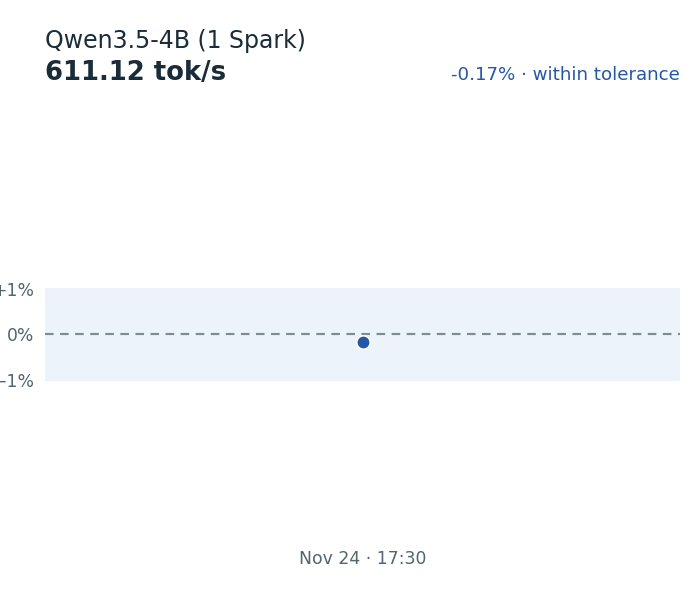 Qwen3.5-4B (1 Spark)
611.12 tok/s
-0.17% · within tolerance
+1%
0%
−1%
Nov 24 · 17:30